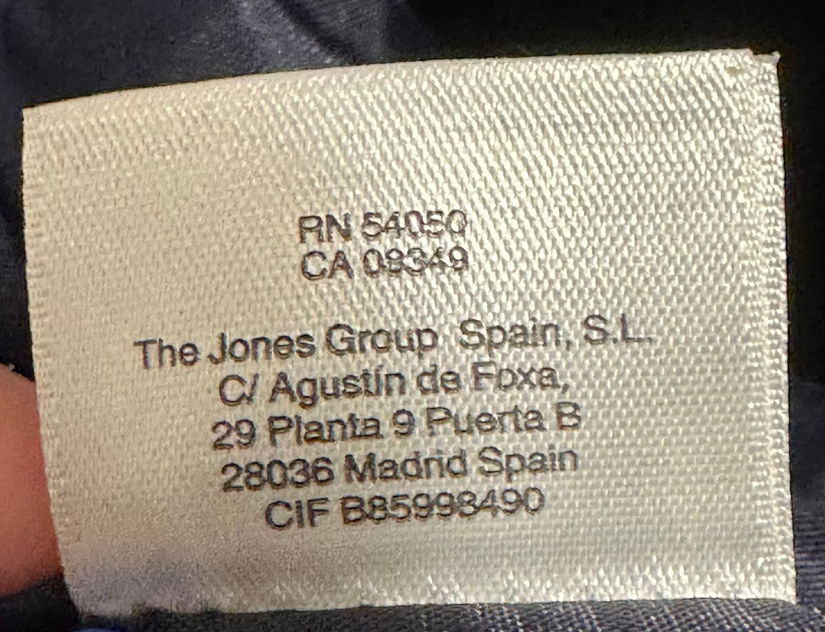 RN 54050
CA 09349
The Jones Group Spain, S.L.
C/ Agustín de Foxa,
29 Planta 9 Puerta B
28036 Madrid Spain
CIF B85998490